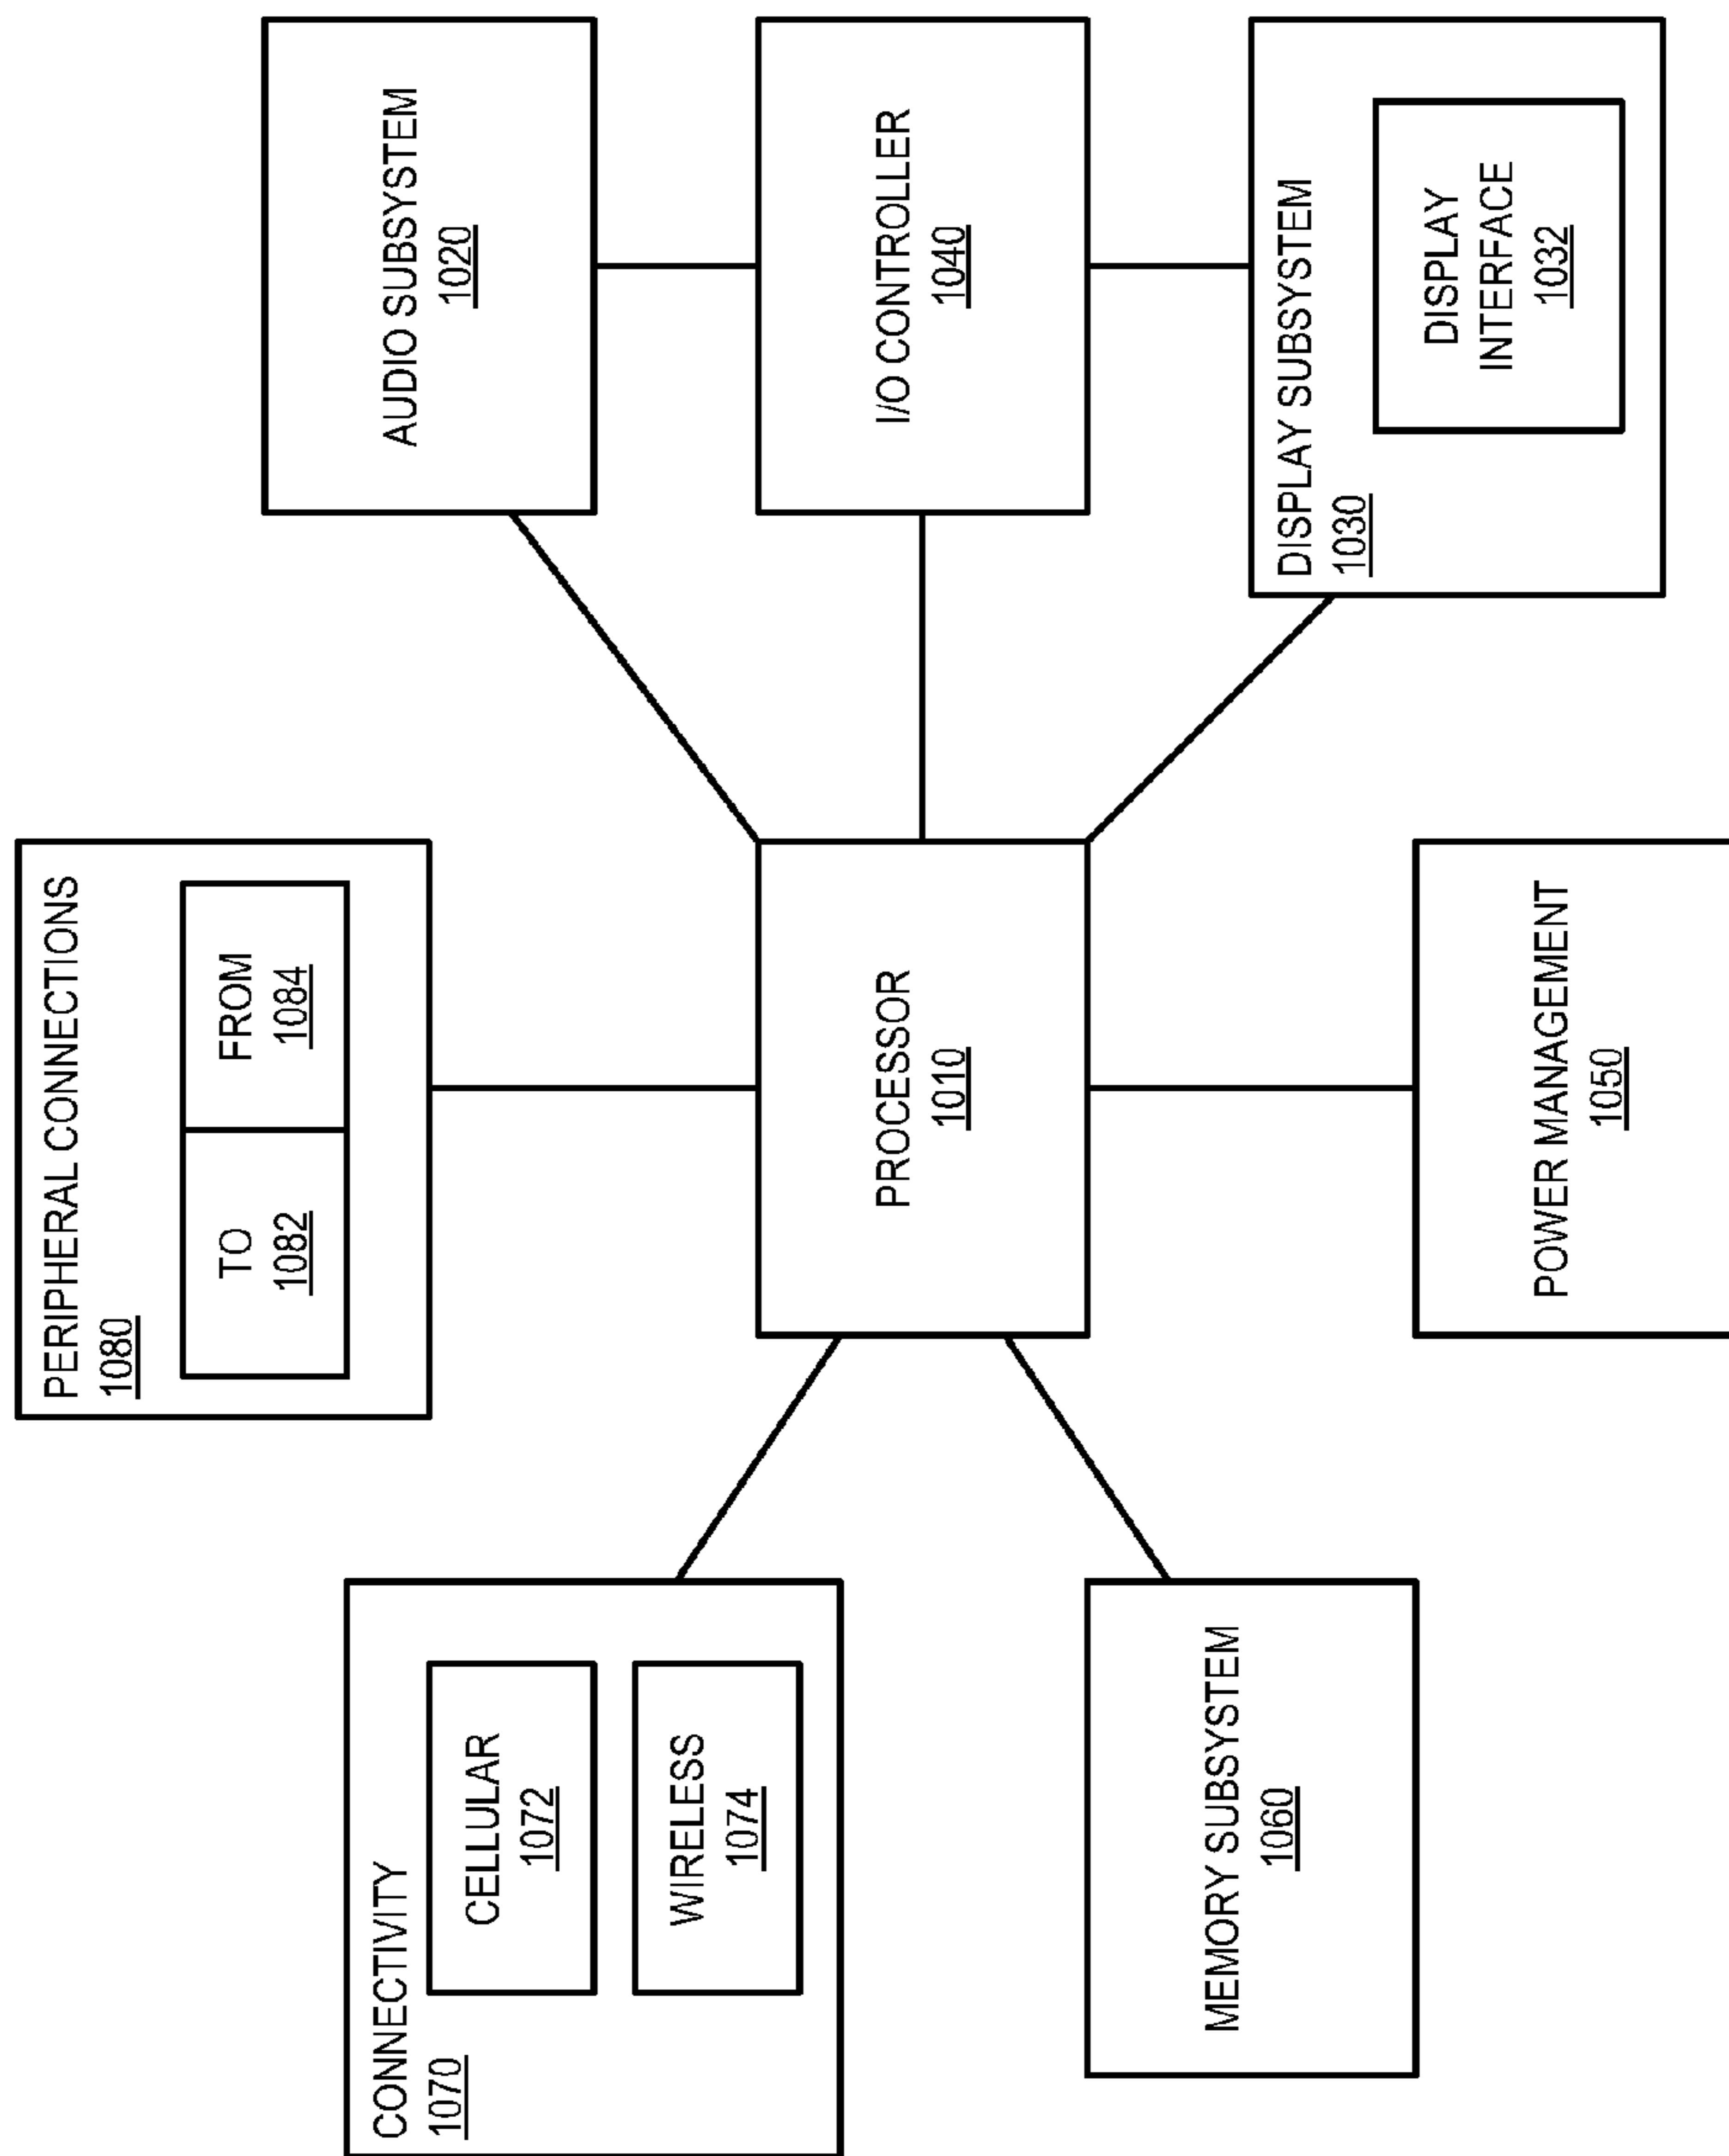 PERIPHERAL CONNECTIONS
1080
TO
1082
FROM
1084
AUDIO SUBSYSTEM
1020
CONNECTIVITY
1070
CELLULAR
1072
WIRELESS
1074
PROCESSOR
1010
I/O CONTROLLER
1040
MEMORY SUBSYSTEM
1060
DISPLAY SUBSYSTEM
1030
DISPLAY
INTERFACE
1032
POWER MANAGEMENT
1050